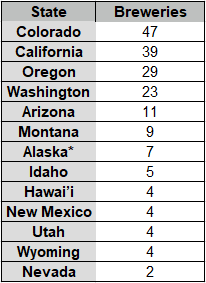 State Breweries
Colorado 47
California 39
Oregon 29
Washington 23
Arizona 11
Montana 9
Alaska* 7
Idaho 5
Hawai’i 4
New Mexico 4
Utah 4
Wyoming 4
Nevada 2